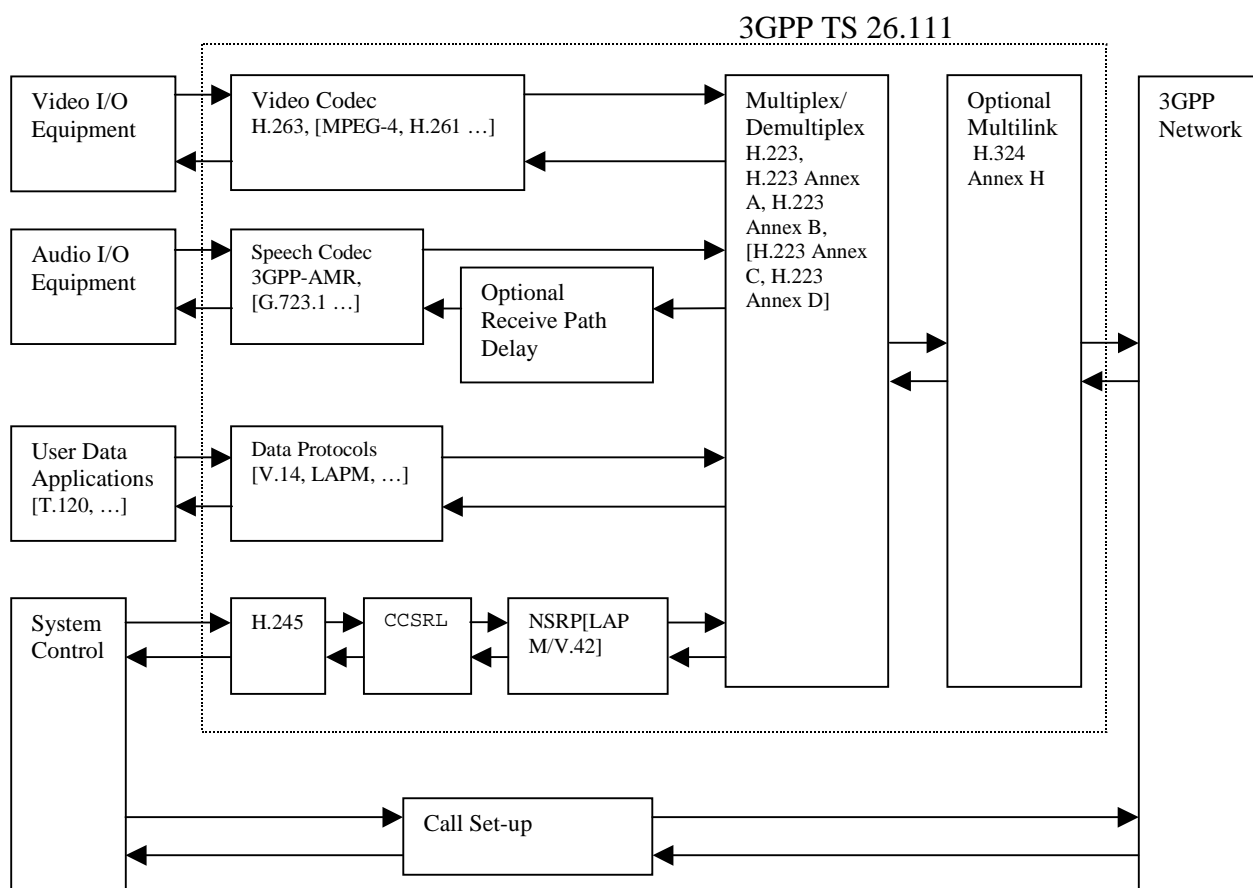 3GPP TS 26.111
Video I/O
Equipment
Video Codec
H.263, [MPEG-4, H.261 …]
Multiplex/
Demultiplex
H.223,
H.223 Annex
A, H.223
Annex B,
[H.223 Annex
C, H.223
Annex D]
Optional
Multilink
H.324
Annex H
3GPP
Network
Audio I/O
Equipment
Speech Codec
3GPP-AMR,
[G.723.1 …]
Optional
Receive Path
Delay
User Data
Applications
[T.120, …]
Data Protocols
[V.14, LAPM, …]
System
Control
H.245
CCSRL
NSRP[LAP
M/V.42]
Call Set-up